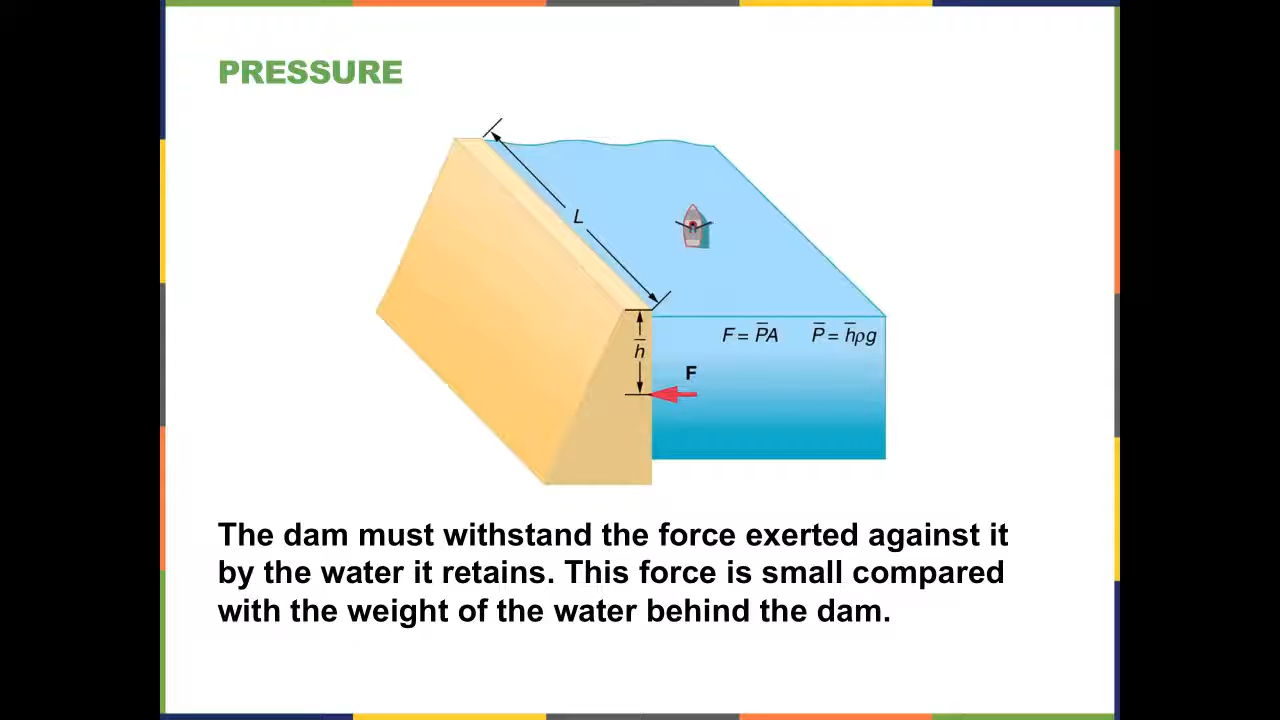 PRESSURE
L
F = P̅A P̅ = h̅ρg
h̅
F
The dam must withstand the force exerted against it
by the water it retains. This force is small compared
with the weight of the water behind the dam.